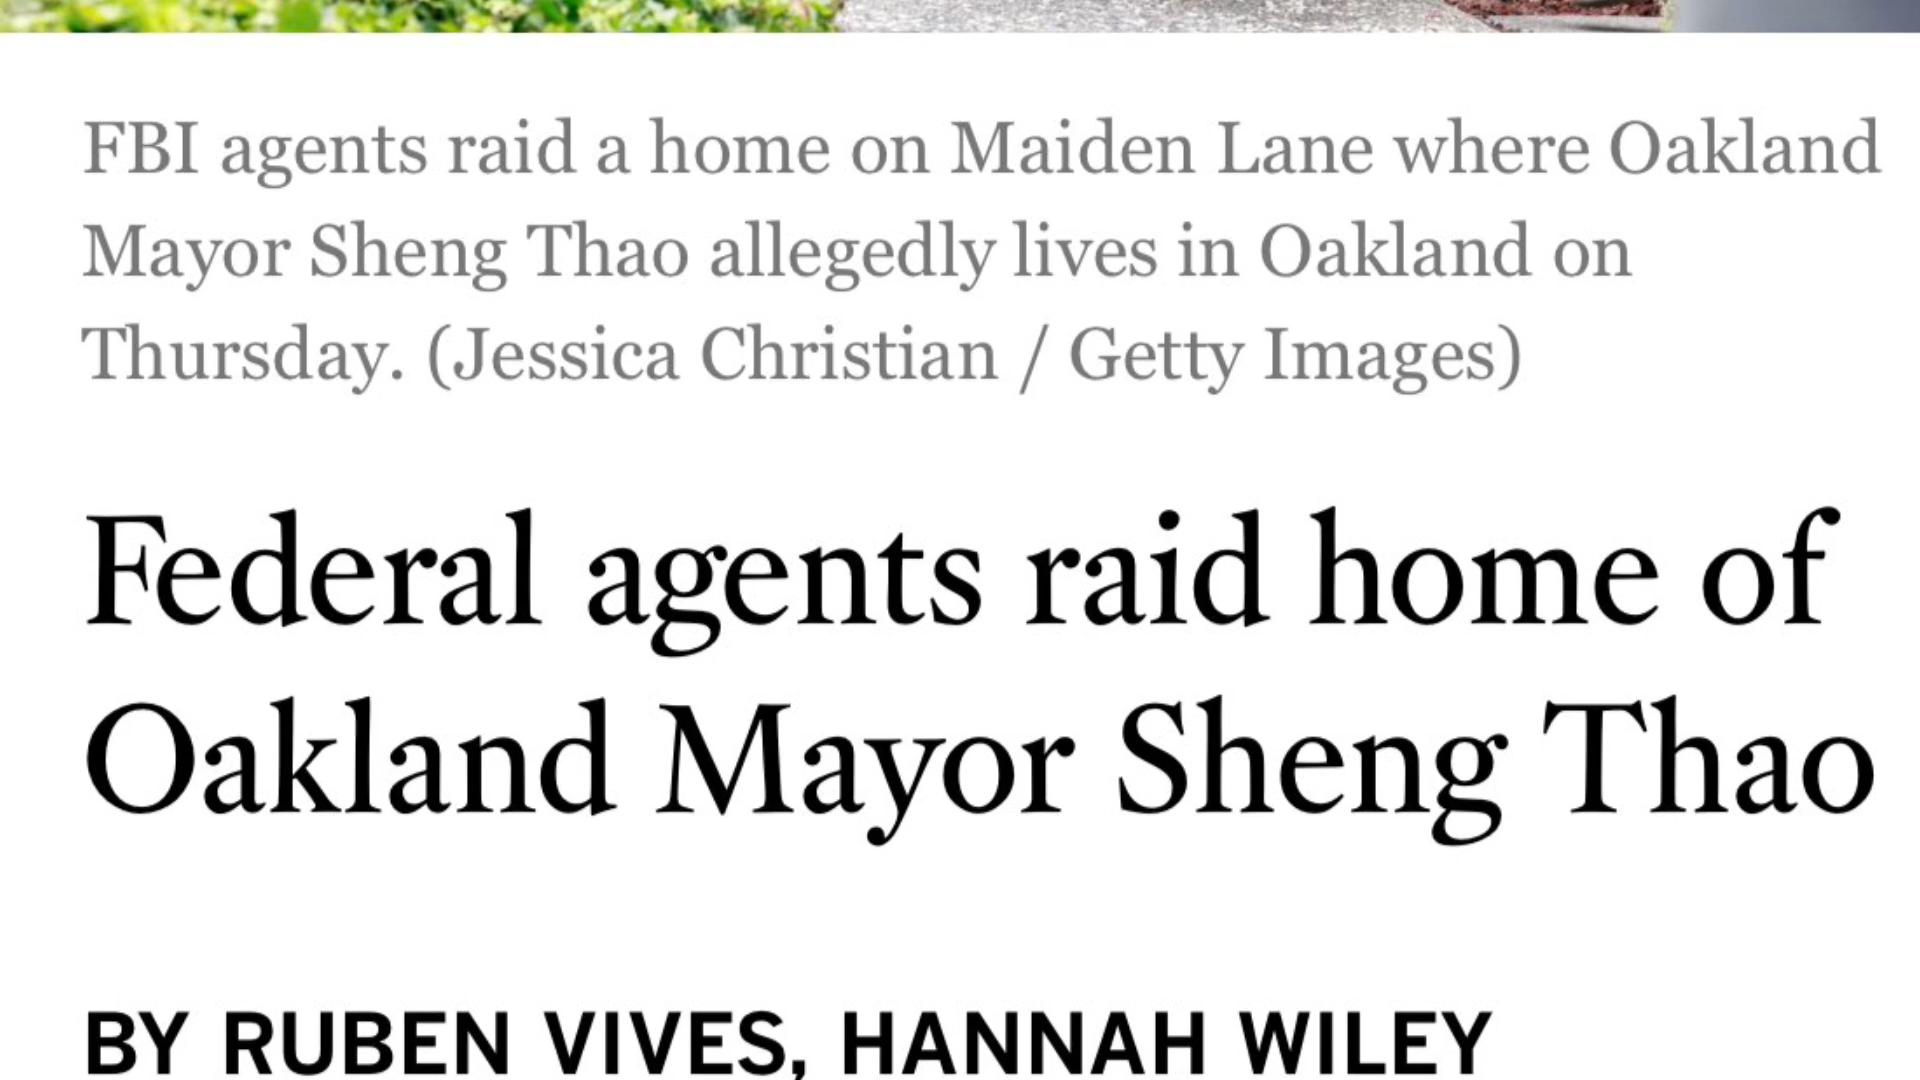 FBI agents raid a home on Maiden Lane where Oakland
Mayor Sheng Thao allegedly lives in Oakland on
Thursday. (Jessica Christian / Getty Images)
Federal agents raid home of
Oakland Mayor Sheng Thao
BY RUBEN VIVES, HANNAH WILEY